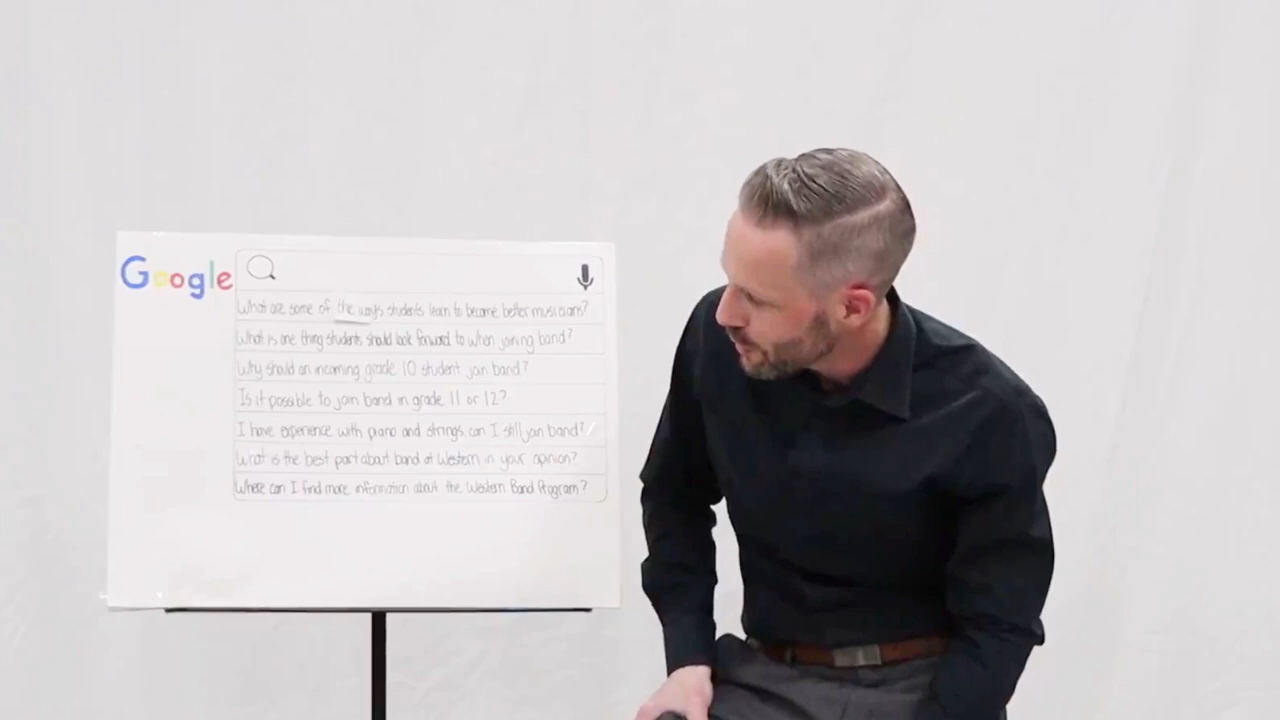 Google
What are some of the ways students learn to become better musicians?
What is one thing students should look forward to when joining band?
Why should an incoming grade 10 student join band?
Is it possible to join band in grade 11 or 12?
I have experience with piano and strings, can I still join band?
What is the best part about band at Western in your opinion?
Where can I find more information about the Western Band Program?